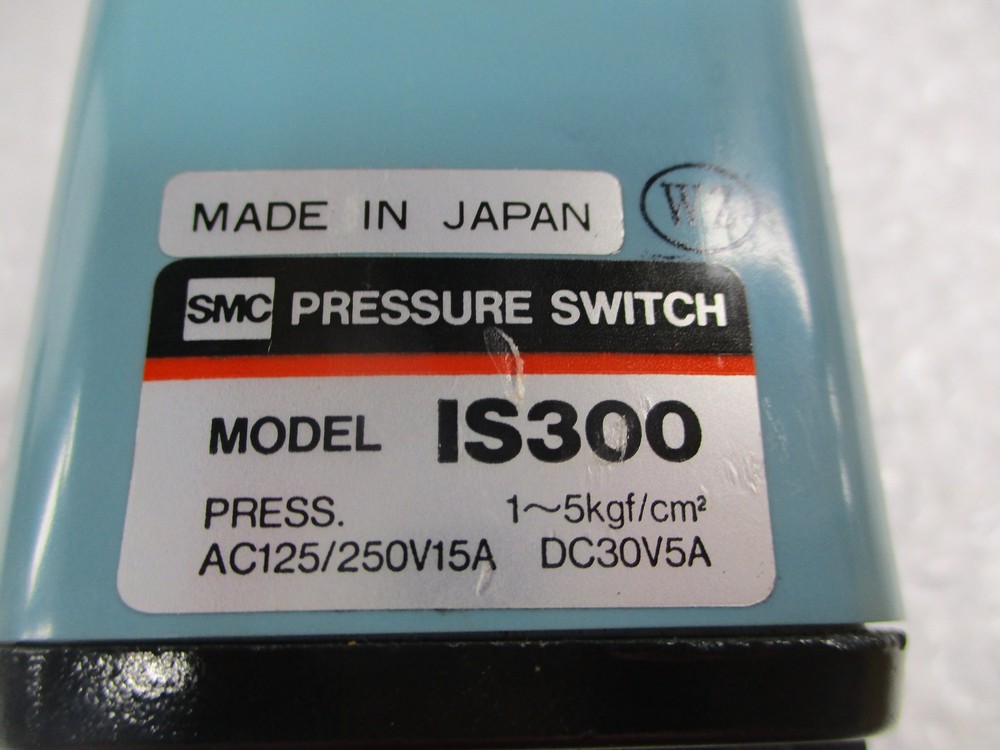 MADE IN JAPAN
SMC PRESSURE SWITCH
MODEL IS300
PRESS. 1～5kgf/cm²
AC125/250V15A DC30V5A